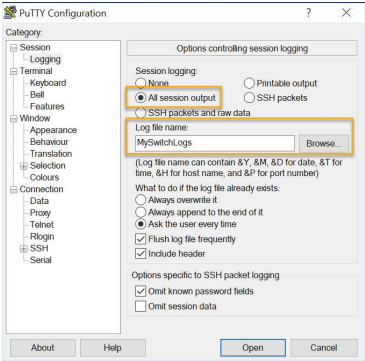 PuTTY Configuration
? ×
Category:
Session
Logging
Terminal
Keyboard
Bell
Features
Window
Appearance
Behaviour
Translation
Selection
Colours
Connection
Data
Proxy
Telnet
Rlogin
SSH
Serial
Options controlling session logging
Session logging:
None Printable output
All session output SSH packets
SSH packets and raw data
Log file name:
MySwitchLogs Browse...
(Log file name can contain &Y, &M, &D for date, &T for
time, &H for host name, and &P for port number)
What to do if the log file already exists:
Always overwrite it
Always append to the end of it
Ask the user every time
Flush log file frequently
Include header
Options specific to SSH packet logging
Omit known password fields
Omit session data
About Help Open Cancel